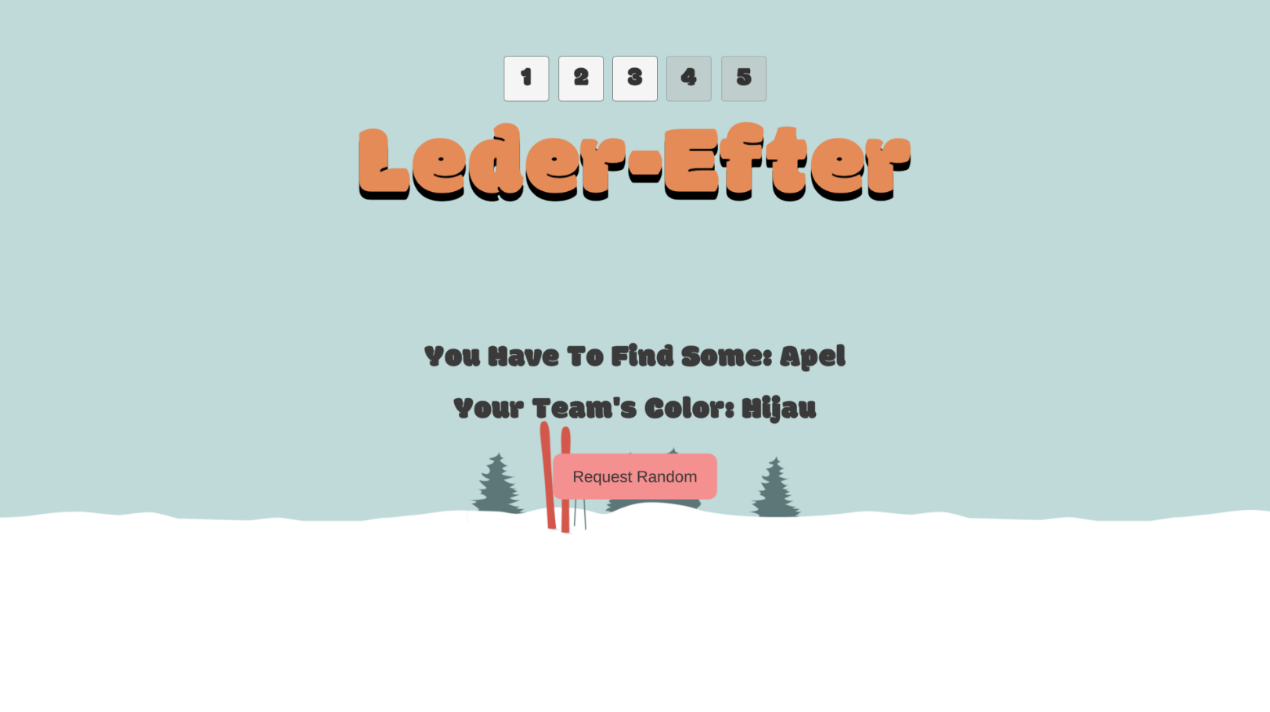 1 2 3 4 5
Leder-Efter
You Have To Find Some: Apel
Your Team's Color: Hijau
Request Random